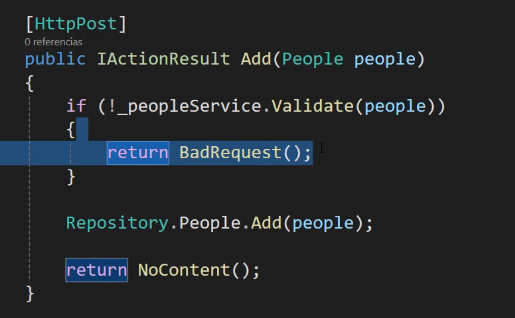 [HttpPost]
0 referencias
public IActionResult Add(People people)
{
if (!_peopleService.Validate(people))
{
return BadRequest();
}
Repository.People.Add(people);
return NoContent();
}